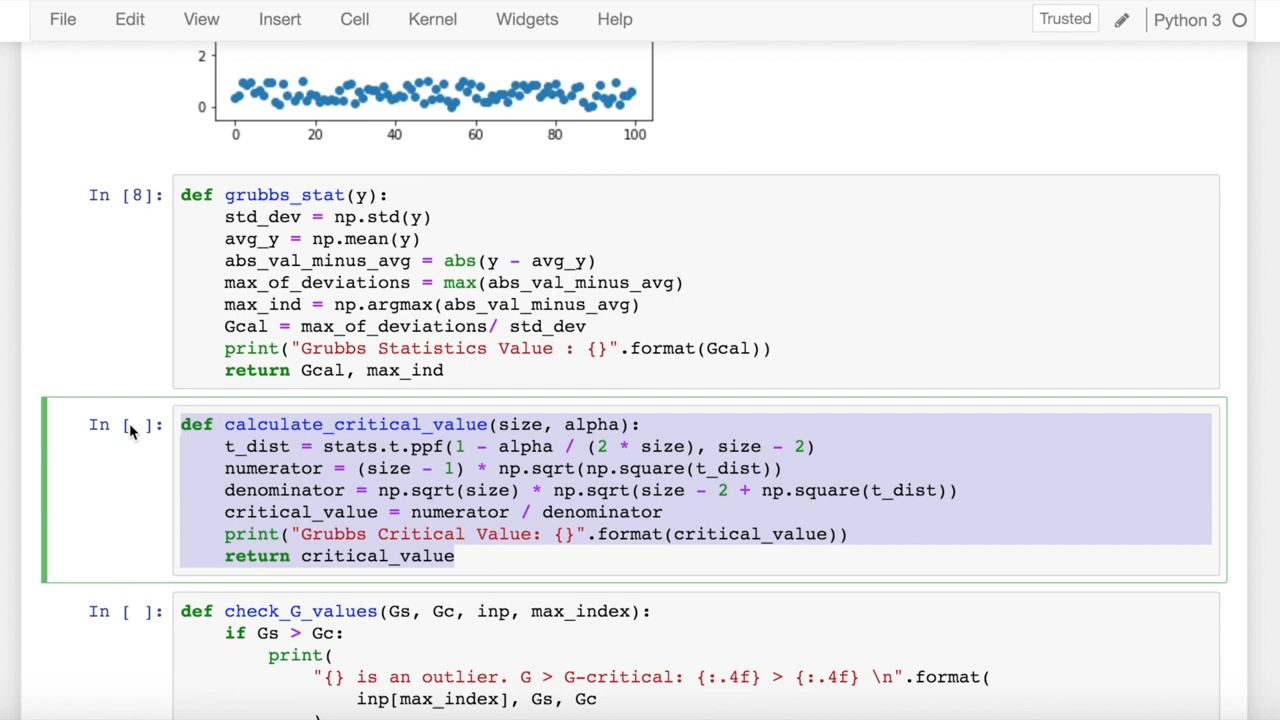 File Edit View Insert Cell Kernel Widgets Help Trusted Python 3
2
0
0 20 40 60 80 100
In [8]: def grubbs_stat(y):
    std_dev = np.std(y)
    avg_y = np.mean(y)
    abs_val_minus_avg = abs(y - avg_y)
    max_of_deviations = max(abs_val_minus_avg)
    max_ind = np.argmax(abs_val_minus_avg)
    Gcal = max_of_deviations/ std_dev
    print("Grubbs Statistics Value : {}".format(Gcal))
    return Gcal, max_ind
In [ ]: def calculate_critical_value(size, alpha):
    t_dist = stats.t.ppf(1 - alpha / (2 * size), size - 2)
    numerator = (size - 1) * np.sqrt(np.square(t_dist))
    denominator = np.sqrt(size) * np.sqrt(size - 2 + np.square(t_dist))
    critical_value = numerator / denominator
    print("Grubbs Critical Value: {}".format(critical_value))
    return critical_value
In [ ]: def check_G_values(Gs, Gc, inp, max_index):
    if Gs > Gc:
        print(
            "{} is an outlier. G > G-critical: {:.4f} > {:.4f} \n".format(
                inp[max_index], Gs, Gc